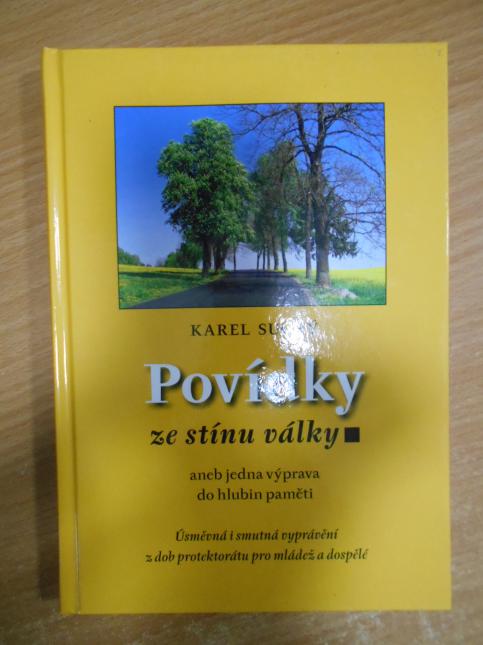 KAREL
Povídky
ze stínu války
aneb jedna výprava
do hlubin paměti
Úsměvná i smutná vyprávění
z dob protektorátu pro mládež a dospělé